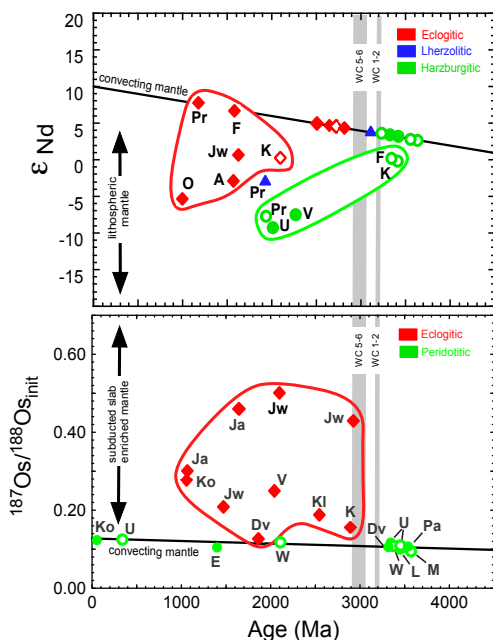 ε Nd
15
10
5
0
-5
-10
-15
-20
convecting mantle
lithospheric
mantle
WC 5-6
WC 1-2
Eclogitic
Lherzolitic
Harzburgitic
Pr
F
Jw
K
O
A
Pr
Pr
U
V
F
K
187Os/188Osinit
0.60
0.40
0.20
0.00
subducted slab
enriched mantle
WC 5-6
WC 1-2
Eclogitic
Peridotitic
Ja
Jw
Jw
Ja
Ko
Jw
V
Kl
K
Dv
Ko
U
convecting mantle
E
W
Dv
U
Pa
W
L
M
0
1000
2000
3000
4000
5000
Age (Ma)